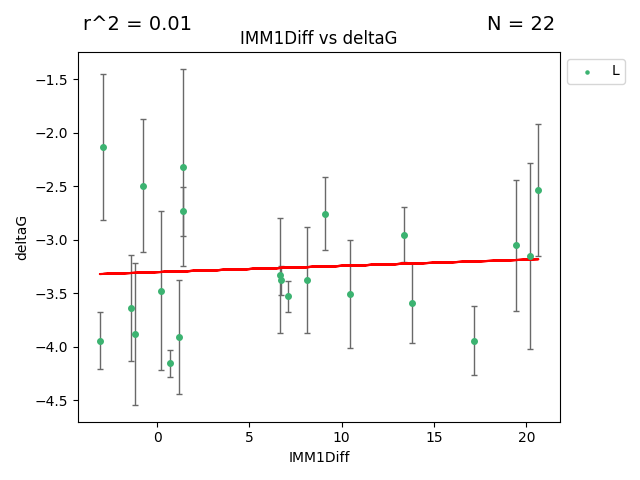 r^2 = 0.01
N = 22
IMM1Diff vs deltaG
L
−1.5
−2.0
−2.5
−3.0
−3.5
−4.0
−4.5
deltaG
0
5
10
15
20
IMM1Diff